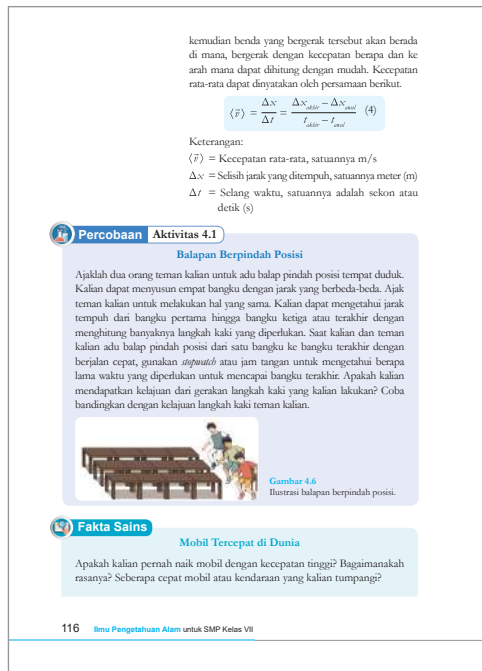 kemudian benda yang bergerak tersebut akan berada
di mana, bergerak dengan kecepatan berapa dan ke
arah mana dapat dihitung dengan mudah. Kecepatan
rata-rata dapat dinyatakan oleh persamaan berikut.
⟨v⃗⟩ = Δx/Δt = (Δx_akhir − Δx_awal)/(t_akhir − t_awal) (4)
Keterangan:
⟨v⃗⟩ = Kecepatan rata-rata, satuannya m/s
Δx = Selisih jarak yang ditempuh, satuannya meter (m)
Δt = Selang waktu, satuannya adalah sekon atau
detik (s)
Percobaan Aktivitas 4.1
Balapan Berpindah Posisi
Ajaklah dua orang teman kalian untuk adu balap pindah posisi tempat duduk.
Kalian dapat menyusun empat bangku dengan jarak yang berbeda-beda. Ajak
teman kalian untuk melakukan hal yang sama. Kalian dapat mengetahui jarak
tempuh dari bangku pertama hingga bangku ketiga atau terakhir dengan
menghitung banyaknya langkah kaki yang diperlukan. Saat kalian dan teman
kalian adu balap pindah posisi dari satu bangku ke bangku terakhir dengan
berjalan cepat, gunakan stopwatch atau jam tangan untuk mengetahui berapa
lama waktu yang diperlukan untuk mencapai bangku terakhir. Apakah kalian
mendapatkan kelajuan dari gerakan langkah kaki yang kalian lakukan? Coba
bandingkan dengan kelajuan langkah kaki teman kalian.
Gambar 4.6
Ilustrasi balapan berpindah posisi.
Fakta Sains
Mobil Tercepat di Dunia
Apakah kalian pernah naik mobil dengan kecepatan tinggi? Bagaimanakah
rasanya? Seberapa cepat mobil atau kendaraan yang kalian tumpangi?
116 Ilmu Pengetahuan Alam untuk SMP Kelas VII